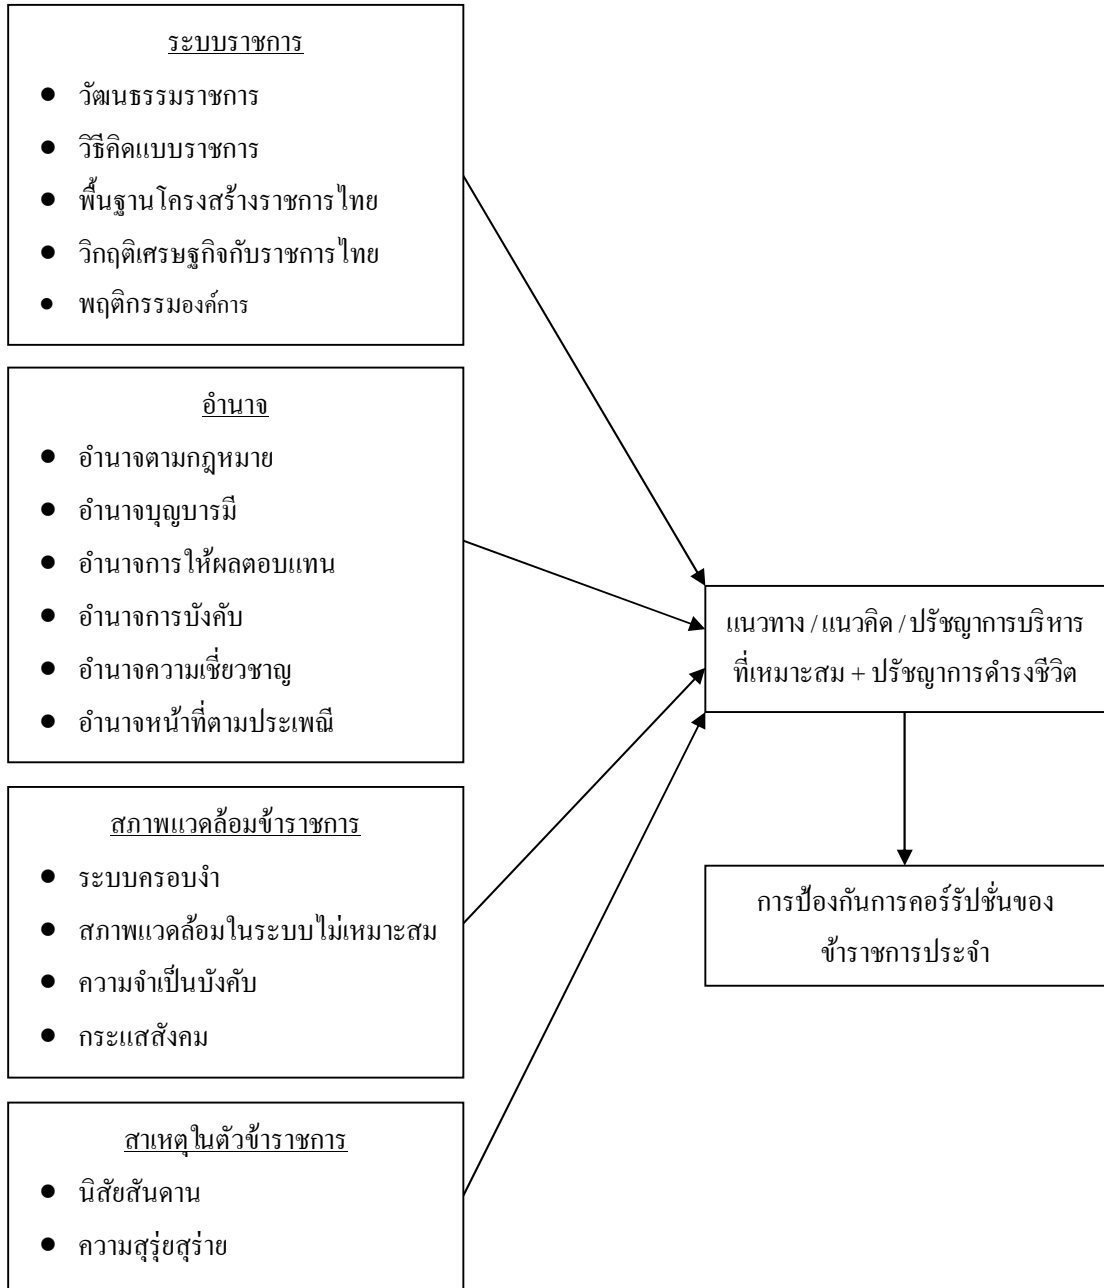 ระบบราชการ
● วัฒนธรรมราชการ
● วิธีคิดแบบราชการ
● พื้นฐานโครงสร้างราชการไทย
● วิกฤติเศรษฐกิจกับราชการไทย
● พฤติกรรมองค์การ
อำนาจ
● อำนาจตามกฎหมาย
● อำนาจบุญบารมี
● อำนาจการให้ผลตอบแทน
● อำนาจการบังคับ
● อำนาจความเชี่ยวชาญ
● อำนาจหน้าที่ตามประเพณี
สภาพแวดล้อมข้าราชการ
● ระบบครอบงำ
● สภาพแวดล้อมในระบบไม่เหมาะสม
● ความจำเป็นบังคับ
● กระแสสังคม
สาเหตุในตัวข้าราชการ
● นิสัยสันดาน
● ความสุรุ่ยสุร่าย
แนวทาง / แนวคิด / ปรัชญาการบริหาร
ที่เหมาะสม + ปรัชญาการดำรงชีวิต
การป้องกันการคอร์รัปชั่นของ
ข้าราชการประจำ